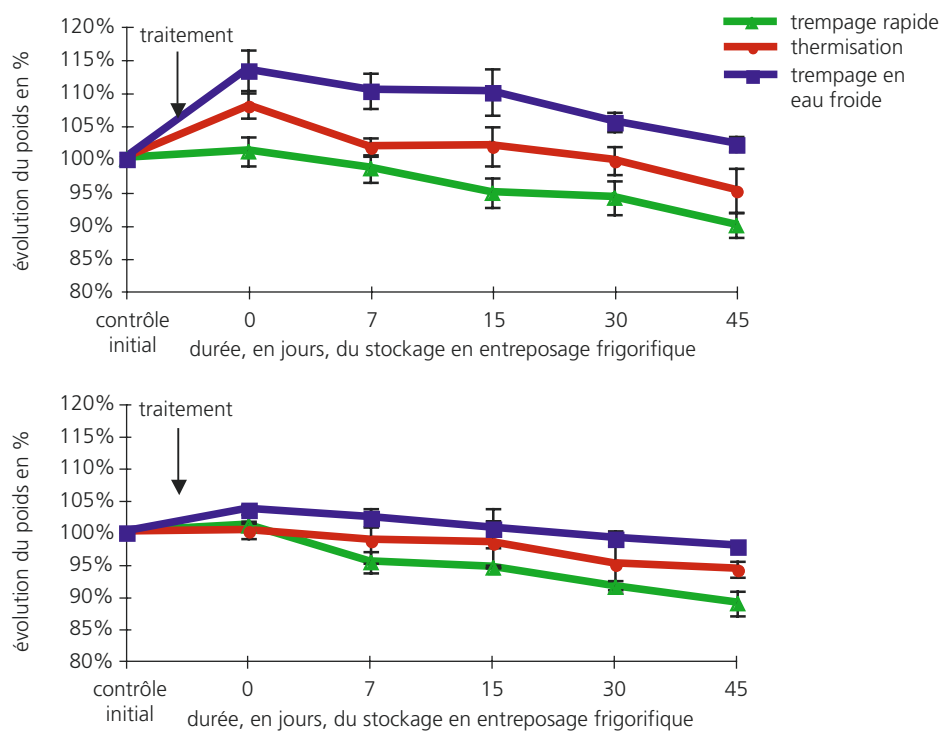 trempage rapide
thermisation
trempage en
eau froide
évolution du poids en %
120%
115%
110%
105%
100%
95%
90%
85%
80%
traitement
contrôle
initial
0
7
15
30
45
durée, en jours, du stockage en entreposage frigorifique
évolution du poids en %
120%
115%
110%
105%
100%
95%
90%
85%
80%
traitement
contrôle
initial
0
7
15
30
45
durée, en jours, du stockage en entreposage frigorifique